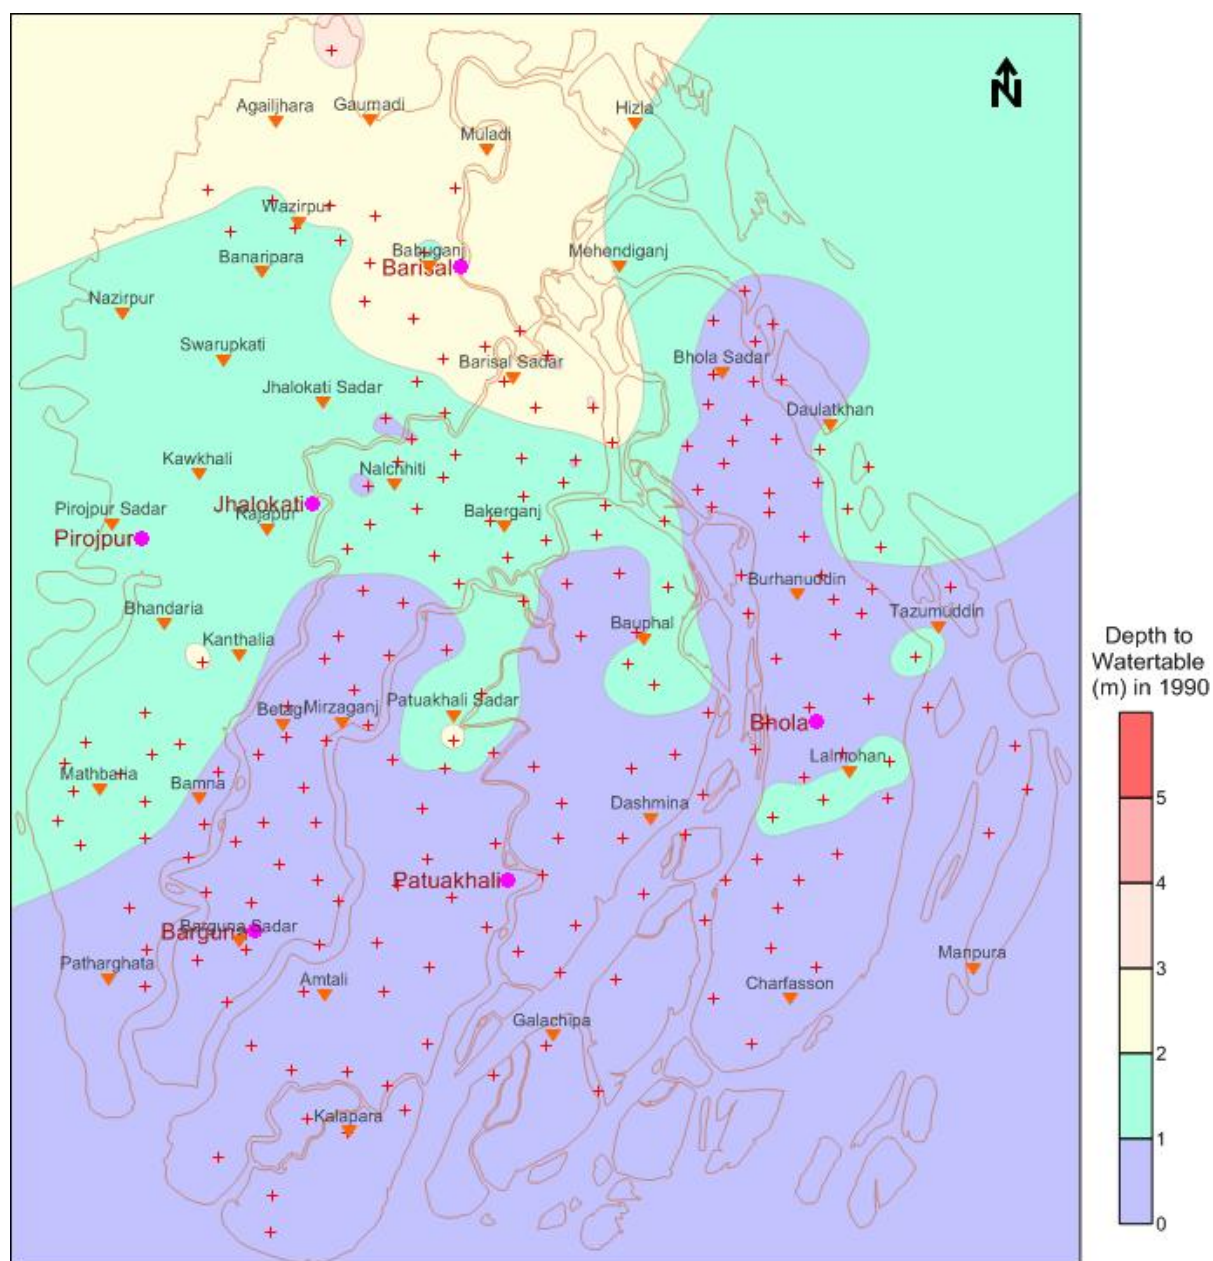 N
Agailjhara
Gaurnadi
Hizla
Muladi
Wazirpur
Banaripara
Babuganj
Barisal
Mehendiganj
Nazirpur
Swarupkati
Barisal Sadar
Bhola Sadar
Jhalokati Sadar
Daulatkhan
Kawkhali
Nalchhiti
Jhalokati
Pirojpur Sadar
Rajapur
Bakerganj
Pirojpur
Bhandaria
Burhanuddin
Tazumuddin
Kanthalia
Bauphal
Depth to
Watertable
(m) in 1990
Betagi
Mirzaganj
Patuakhali Sadar
Bhola
Lalmohan
Mathbaria
Bamna
Dashmina
5
Patuakhali
4
Barguna Sadar
Barguna
Patharghata
Amtali
Charfasson
Manpura
3
Galachipa
2
Kalapara
1
0